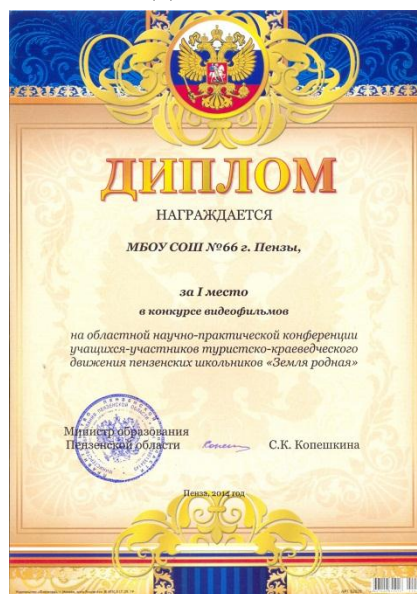 ДИПЛОМ
НАГРАЖДАЕТСЯ
МБОУ СОШ №66 г. Пензы,
за I место
в конкурсе видеофильмов
на областной научно-практической конференции
учащихся-участников туристско-краеведческого
движения пензенских школьников «Земля родная»
Министр образования
Пензенской области С.К. Копешкина
Пенза, 2014 год